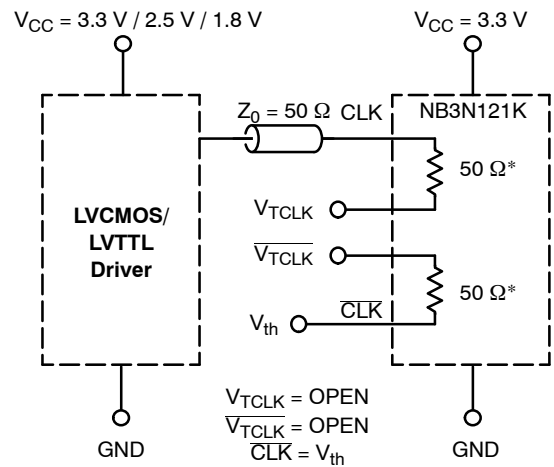 V_CC = 3.3 V / 2.5 V / 1.8 V
V_CC = 3.3 V
Z_0 = 50 Ω CLK
NB3N121K
50 Ω*
LVCMOS/
LVTTL
Driver
V_TCLK
V̅_̅T̅C̅L̅K̅
50 Ω*
V_th
C̅L̅K̅
V_TCLK = OPEN
V̅_̅T̅C̅L̅K̅ = OPEN
C̅L̅K̅ = V_th
GND
GND